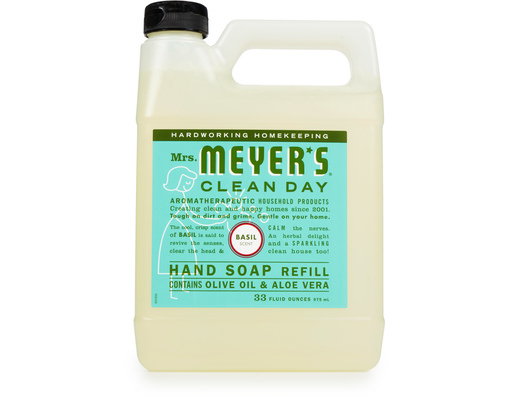 HARDWORKING HOMEKEEPING
Mrs. MEYER'S®
CLEAN DAY
AROMATHERAPEUTIC HOUSEHOLD PRODUCTS
Creating clean and happy homes since 2001.
Tough on dirt and grime. Gentle on your home.
The cool, crisp scent of BASIL is said to revive the senses, clear the head &
BASIL
SCENT
CALM the nerves. An herbal delight and a SPARKLING clean house too!
HAND SOAP REFILL
CONTAINS OLIVE OIL & ALOE VERA
33 FLUID OUNCES 975 mL